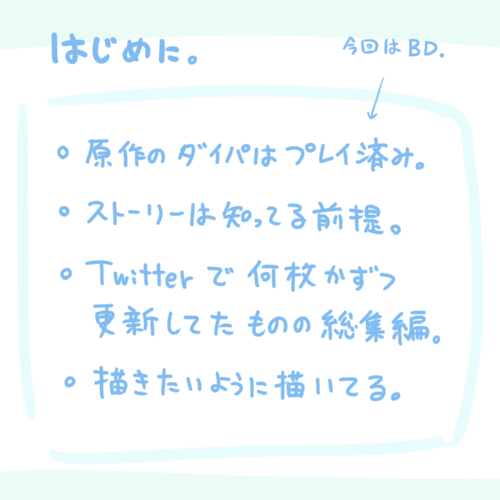 はじめに。
今回はBD.
○ 原作のダイパはプレイ済み。
○ ストーリーは知ってる前提。
○ Twitterで何枚かずつ
更新してたものの総集編。
○ 描きたいように描いてる。